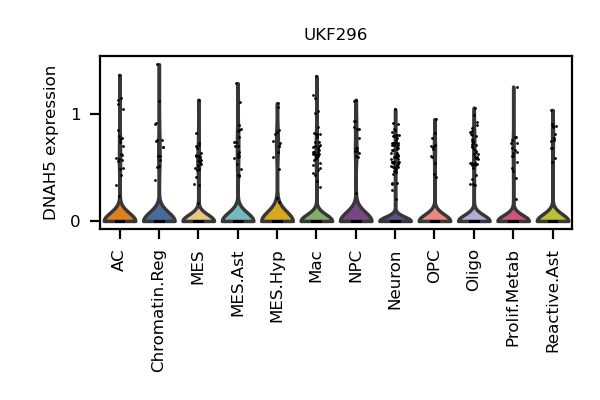 UKF296
DNAH5 expression
1
0
AC
Chromatin.Reg
MES
MES.Ast
MES.Hyp
Mac
NPC
Neuron
OPC
Oligo
Prolif.Metab
Reactive.Ast